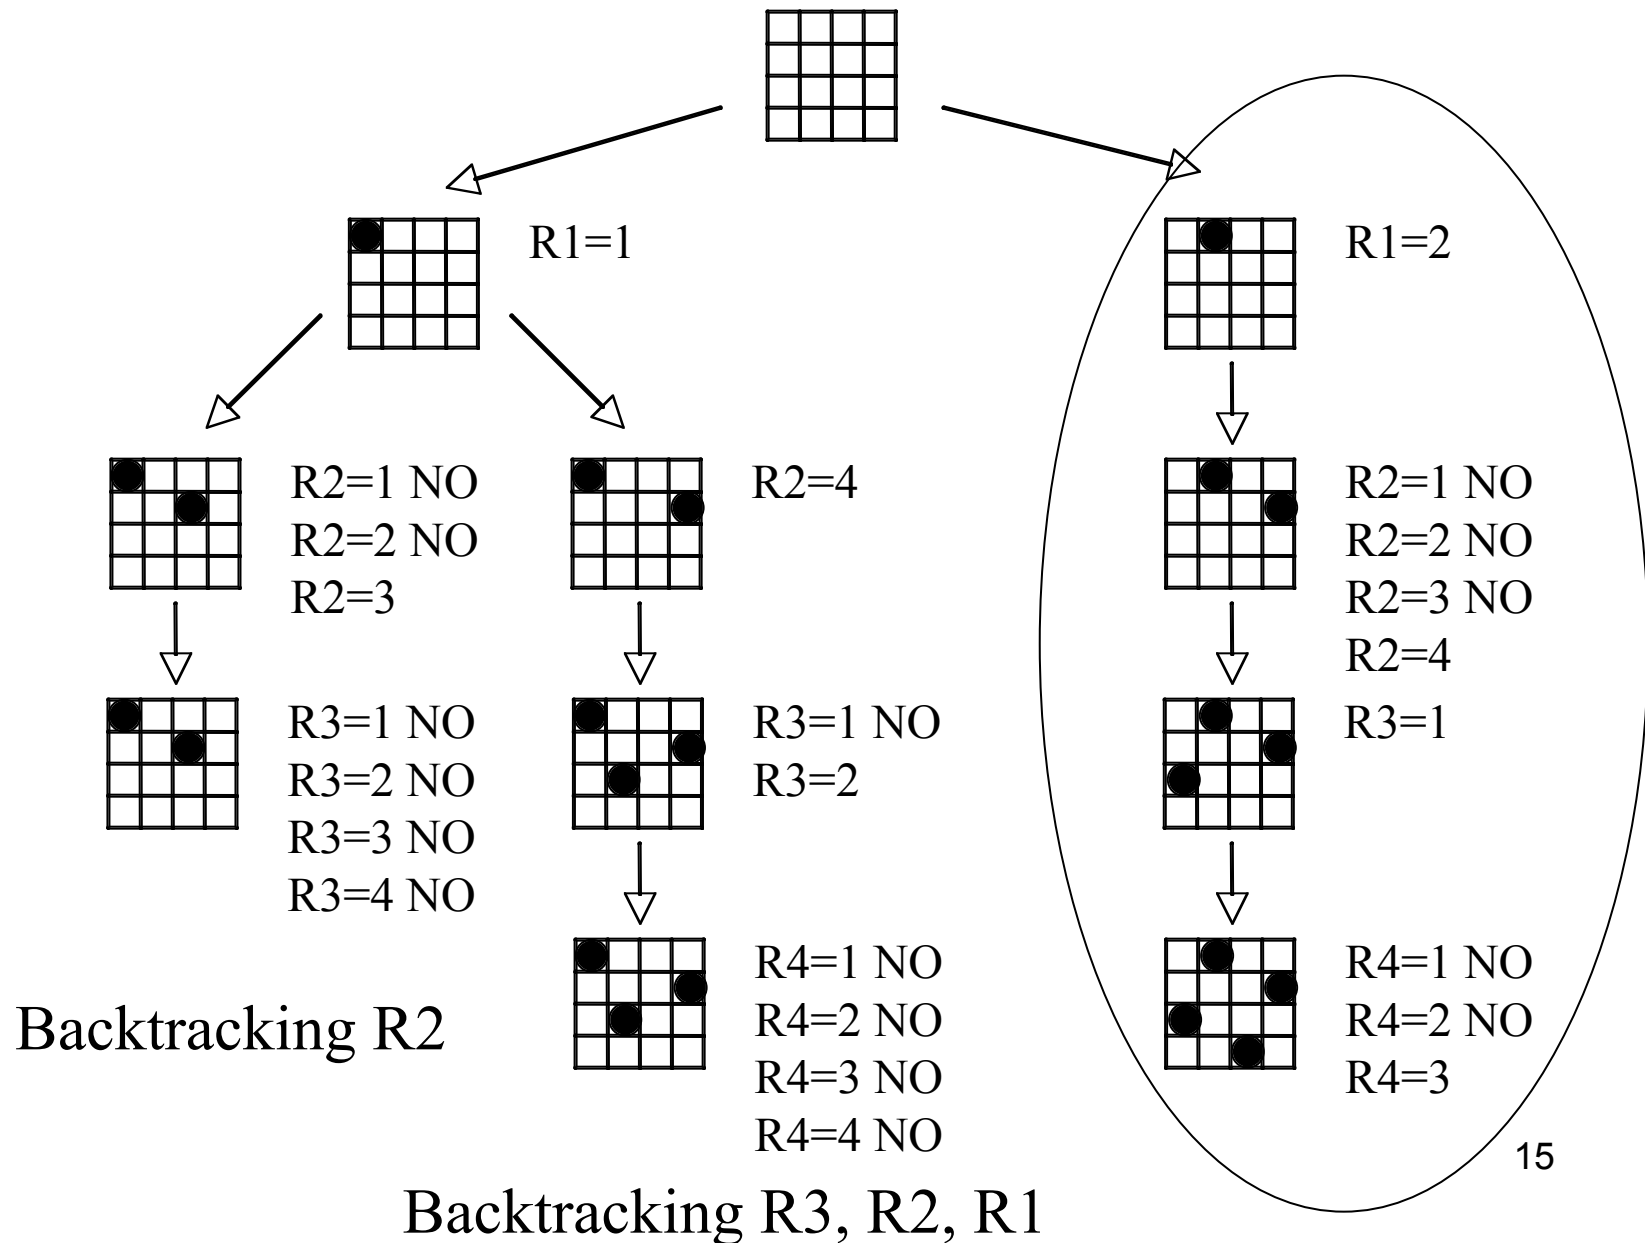 R1=1
R1=2
R2=1 NO
R2=2 NO
R2=3
R2=4
R2=1 NO
R2=2 NO
R2=3 NO
R2=4
R3=1 NO
R3=2 NO
R3=3 NO
R3=4 NO
R3=1 NO
R3=2
R3=1
R4=1 NO
R4=2 NO
R4=3 NO
R4=4 NO
R4=1 NO
R4=2 NO
R4=3
Backtracking R2
Backtracking R3, R2, R1
15